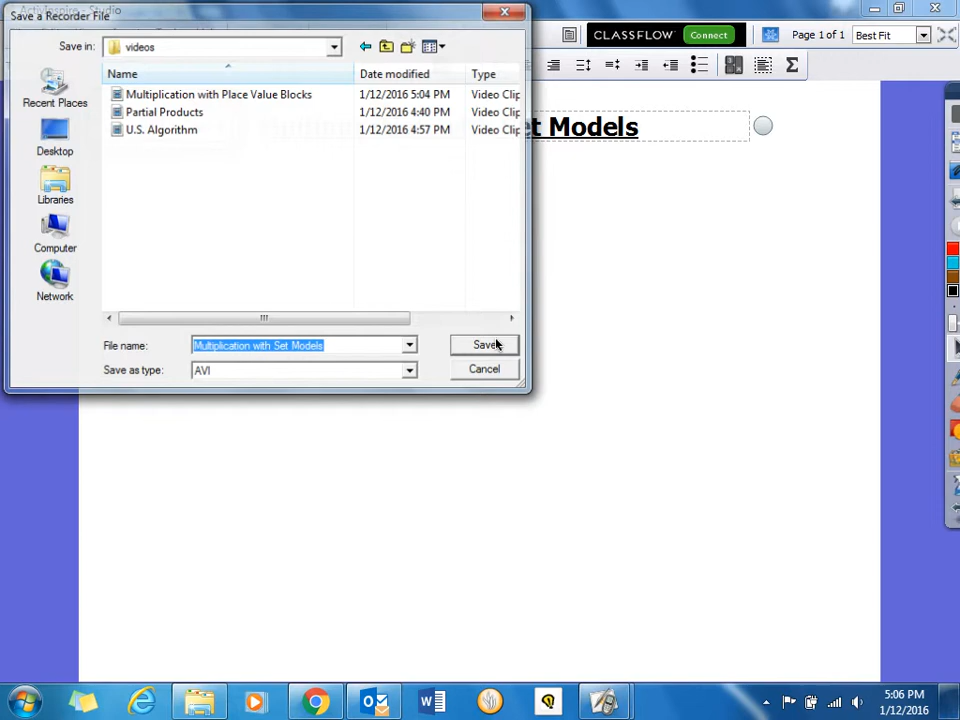 ActivInspire - Studio
Save a Recorder File
Save in: videos
CLASSFLOW Connect
Page 1 of 1 Best Fit
Name Date modified Type
Multiplication with Place Value Blocks 1/12/2016 5:04 PM Video Clip
Partial Products 1/12/2016 4:40 PM Video Clip
U.S. Algorithm 1/12/2016 4:57 PM Video Clip
Set Models
Recent Places
Desktop
Libraries
Computer
Network
File name: Multiplication with Set Models Save
Save as type: AVI Cancel
5:06 PM
1/12/2016